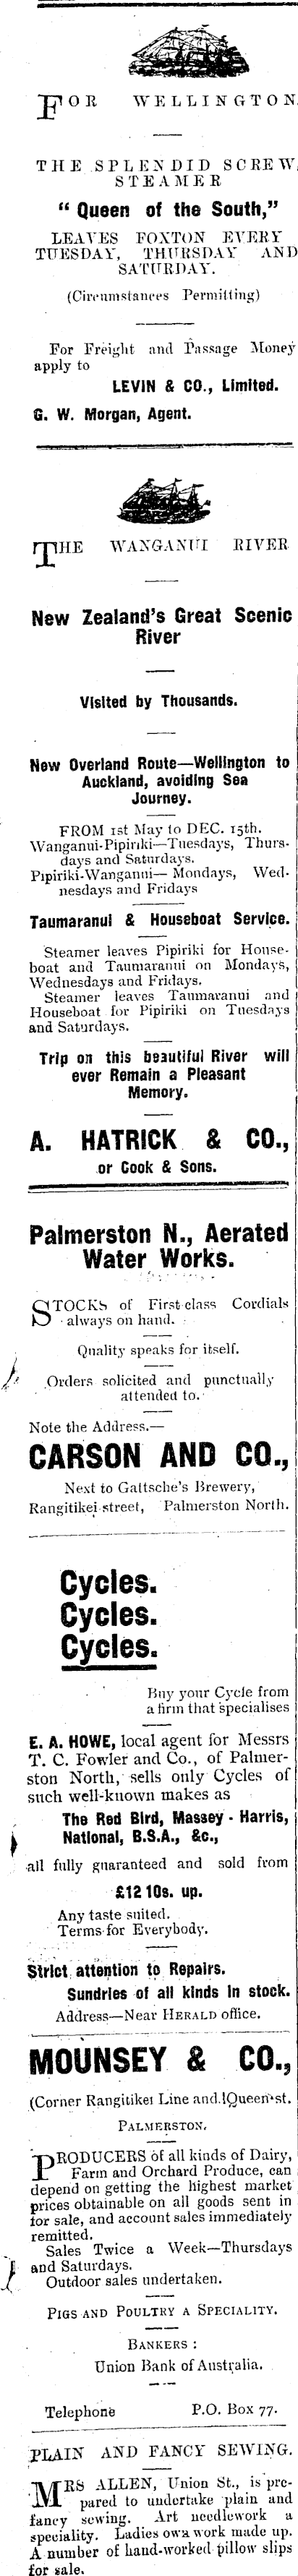 FOR WELLINGTON.
THE SPLENDID SCREW
STEAMER
“ Queen of the South,”
LEAVES FOXTON EVERY
TUESDAY, THURSDAY AND
SATURDAY.
(Circumstances Permitting)
For Freight and Passage Money
apply to
LEVIN & CO., Limited.
G. W. Morgan, Agent.
THE WANGANUI RIVER
New Zealand's Great Scenic
River
Visited by Thousands.
New Overland Route—Wellington to
Auckland, avoiding Sea
Journey.
FROM 1st May to DEC. 15th.
Wanganui-Pipiriki—Tuesdays, Thurs-
days and Saturdays.
Pipiriki-Wanganui— Mondays, Wed-
nesdays and Fridays
Taumaranui & Houseboat Service.
Steamer leaves Pipiriki for House-
boat and Taumaranui on Mondays,
Wednesdays and Fridays.
Steamer leaves Taumaranui and
Houseboat for Pipiriki on Tuesdays
and Saturdays.
Trip on this beautiful River will
ever Remain a Pleasant
Memory.
A. HATRICK & CO.,
or Cook & Sons.
Palmerston N., Aerated
Water Works.
STOCKS of First-class Cordials
always on hand.
Quality speaks for itself.
Orders solicited and punctually
attended to.
Note the Address.—
CARSON AND CO.,
Next to Gattsche's Brewery,
Rangitikei-street, Palmerston North.
Cycles.
Cycles.
Cycles.
Buy your Cycle from
a firm that specialises
E. A. HOWE, local agent for Messrs
T. C. Fowler and Co., of Palmer-
ston North, sells only Cycles of
such well-known makes as
The Red Bird, Massey - Harris,
National, B.S.A., &c.,
all fully guaranteed and sold from
£12 10s. up.
Any taste suited.
Terms for Everybody.
Strict attention to Repairs.
Sundries of all kinds in stock.
Address—Near HERALD office.
MOUNSEY & CO.,
(Corner Rangitikei Line and Queen-st.
PALMERSTON.
PRODUCERS of all kinds of Dairy,
Farm and Orchard Produce, can
depend on getting the highest market
prices obtainable on all goods sent in
for sale, and account sales immediately
remitted.
Sales Twice a Week—Thursdays
and Saturdays.
Outdoor sales undertaken.
PIGS AND POULTRY A SPECIALITY.
BANKERS :
Union Bank of Australia.
Telephone P.O. Box 77.
PLAIN AND FANCY SEWING.
MRS ALLEN, Union St., is pre-
pared to undertake plain and
fancy sewing. Art needlework a
speciality. Ladies own work made up.
A number of hand-worked pillow slips
for sale.